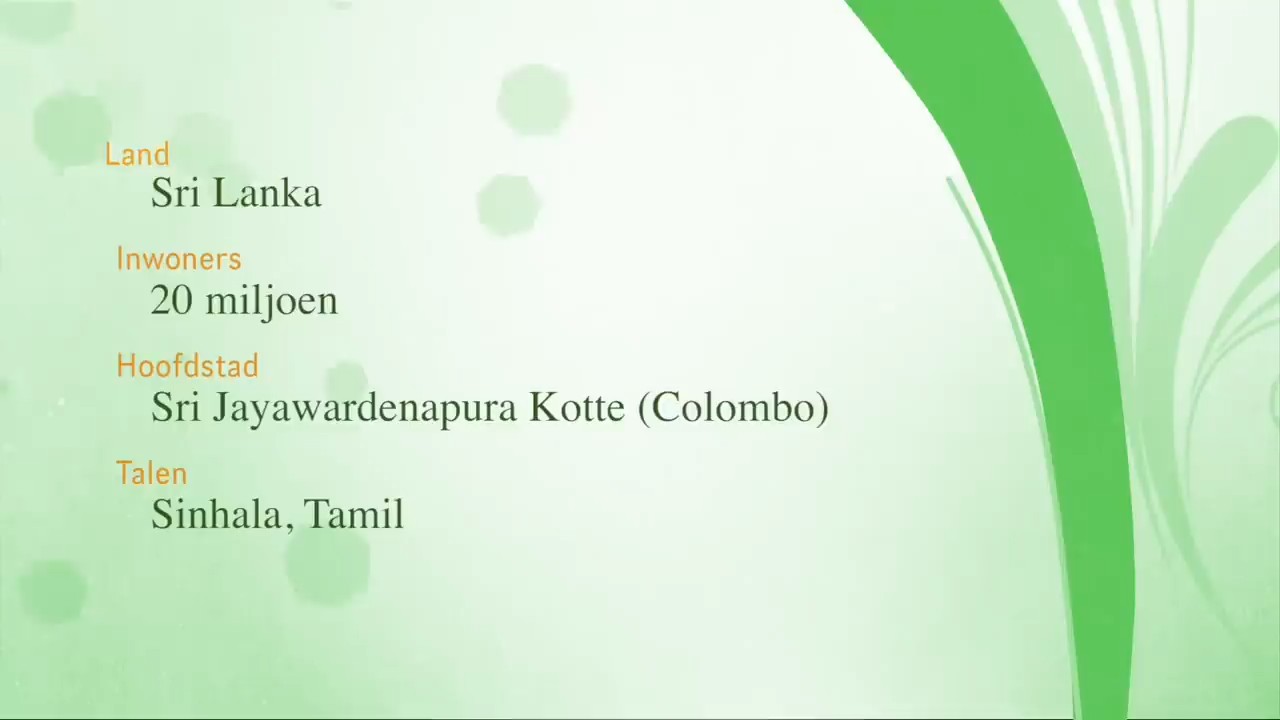 Land
Sri Lanka
Inwoners
20 miljoen
Hoofdstad
Sri Jayawardenapura Kotte (Colombo)
Talen
Sinhala, Tamil